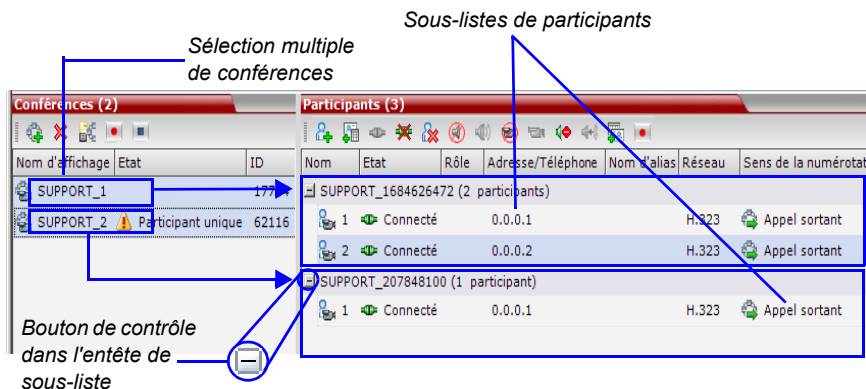 Sous-listes de participants
Sélection multiple
de conférences
Conférences (2)
Participants (3)
Nom d'affichage Etat ID
Nom Etat Rôle Adresse/Téléphone Nom d'alias Réseau Sens de la numérotat
SUPPORT_1
SUPPORT_2 Participant unique 62116
SUPPORT_1684626472 (2 participants)
1 Connecté 0.0.0.1 H.323 Appel sortant
2 Connecté 0.0.0.2 H.323 Appel sortant
SUPPORT_207848100 (1 participant)
1 Connecté 0.0.0.1 H.323 Appel sortant
Bouton de contrôle
dans l'entête de
sous-liste